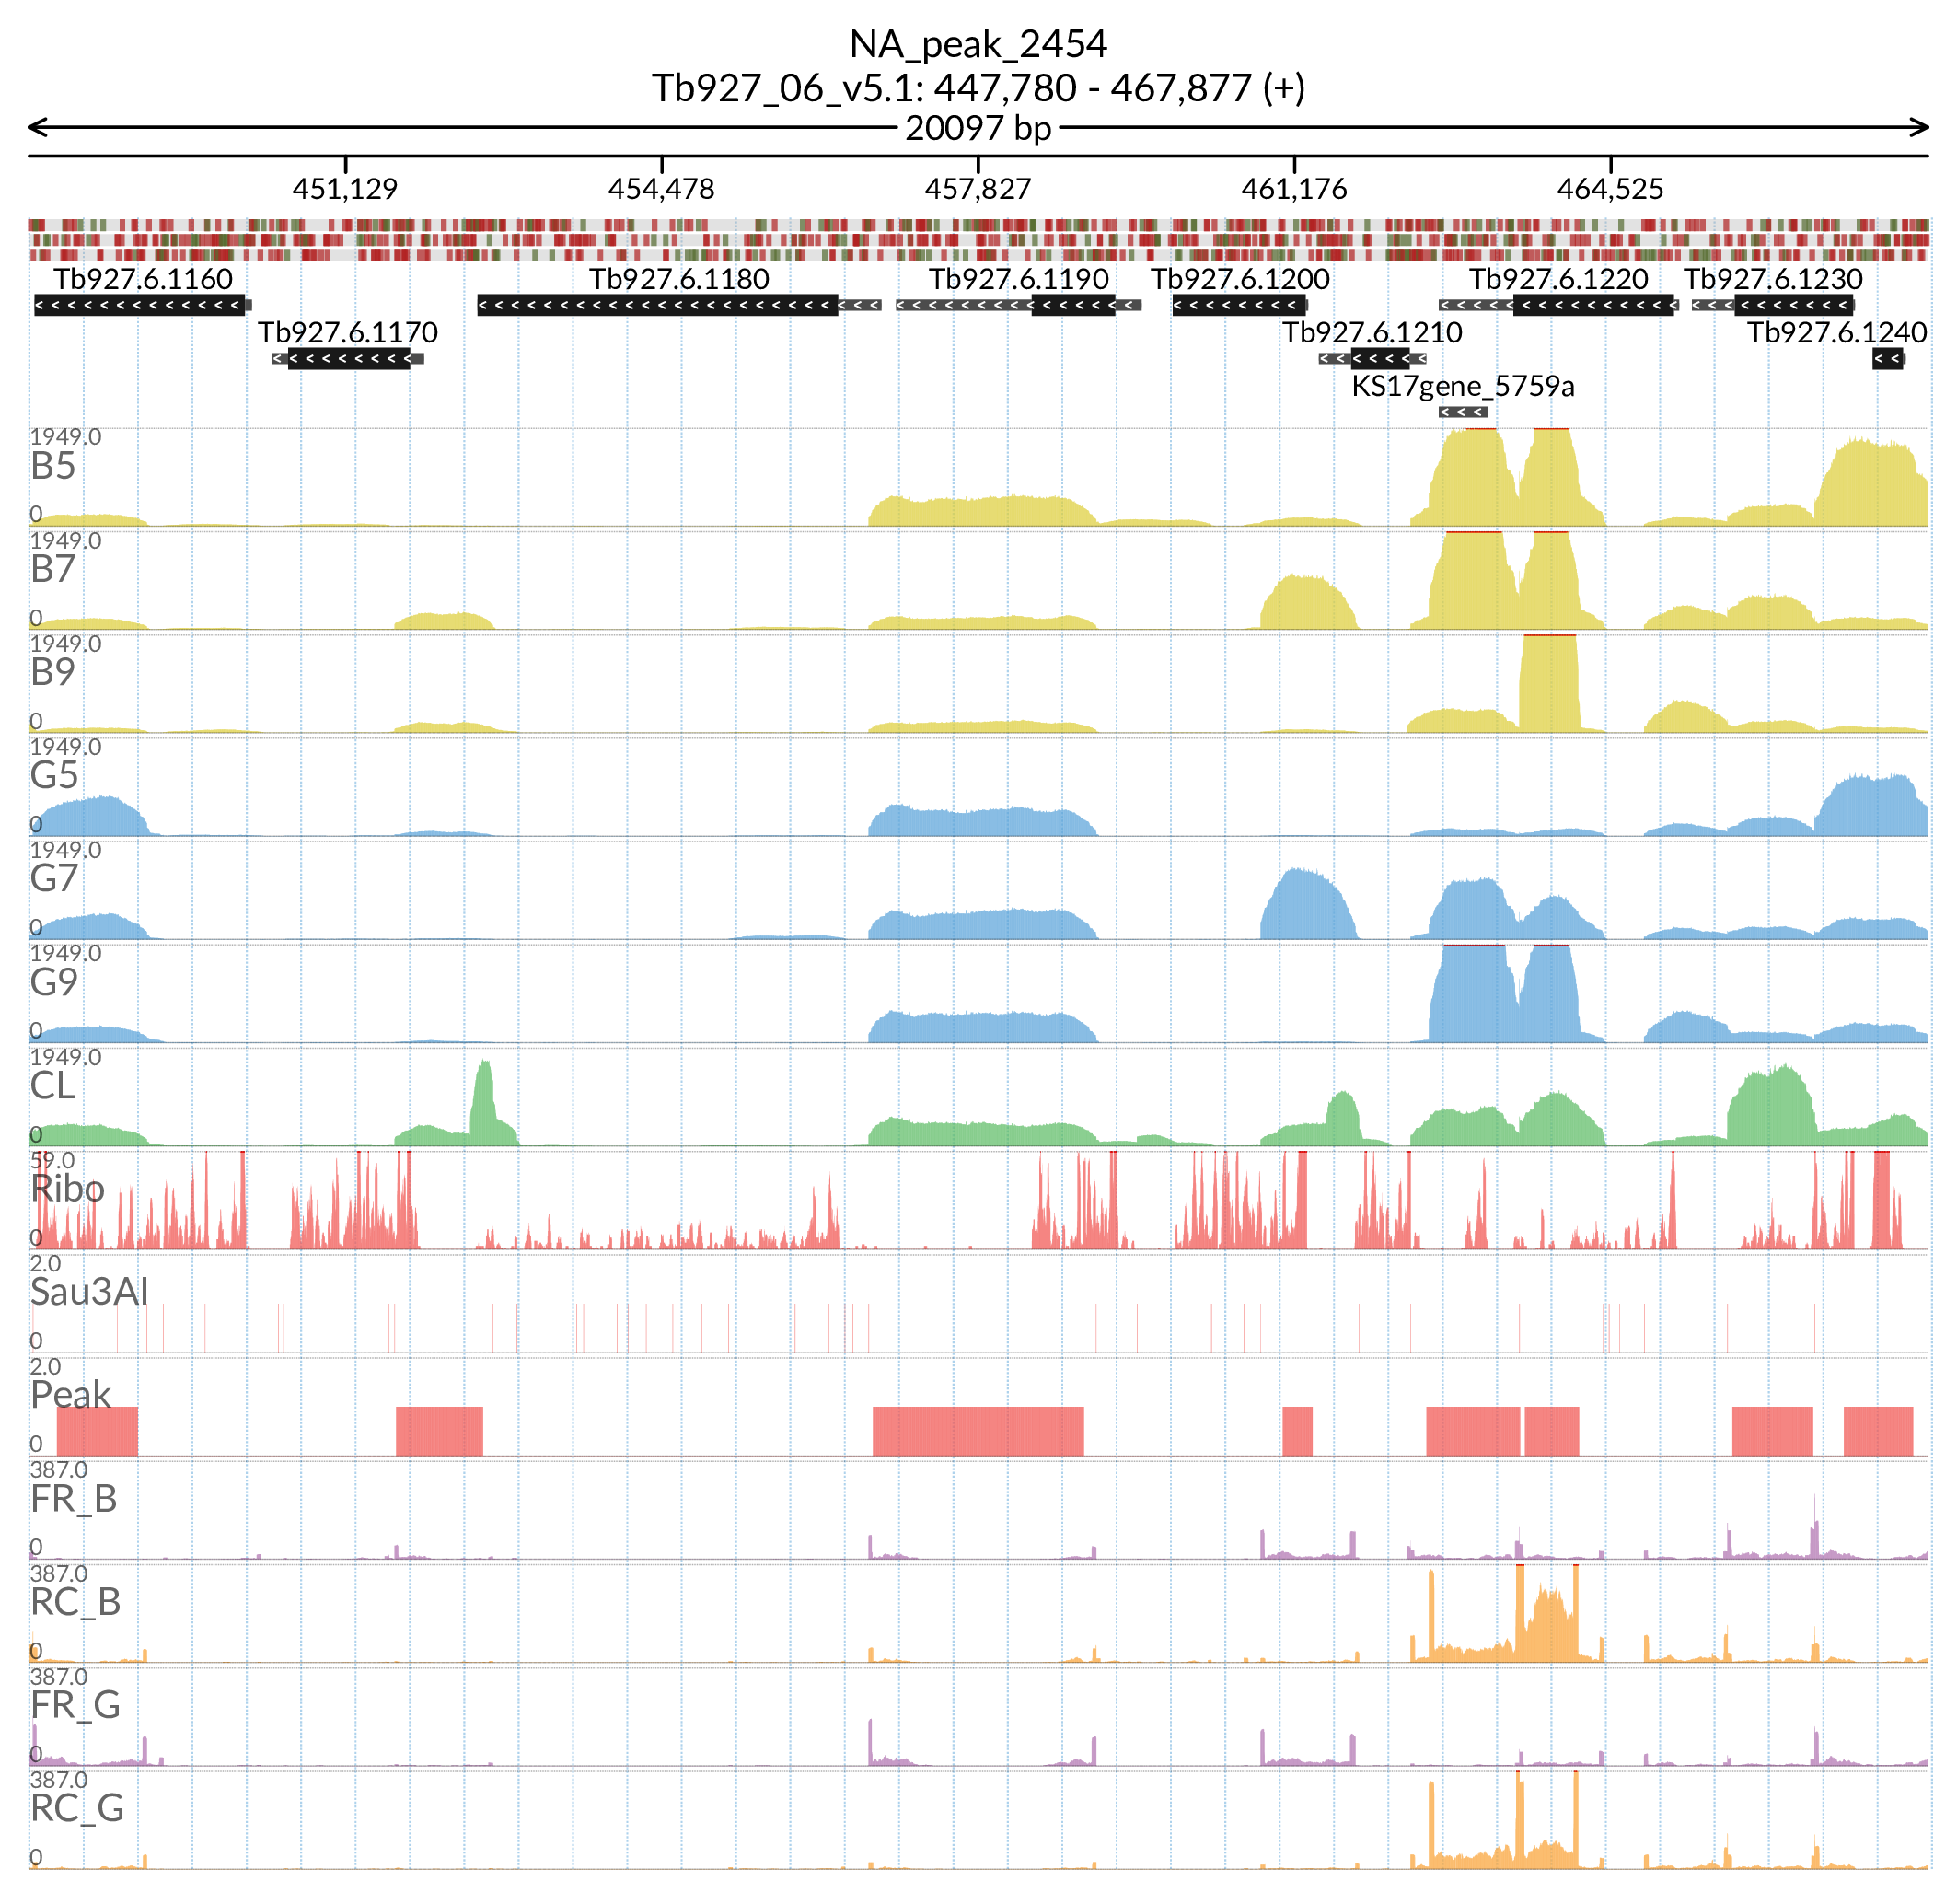 NA_peak_2454
Tb927_06_v5.1: 447,780 - 467,877 (+)
20097 bp
451,129 454,478 457,827 461,176 464,525
Tb927.6.1160 Tb927.6.1180 Tb927.6.1190 Tb927.6.1200 Tb927.6.1220 Tb927.6.1230
Tb927.6.1170 Tb927.6.1210 Tb927.6.1240
KS17gene_5759a
1949.0
B5
0
1949.0
B7
0
1949.0
B9
0
1949.0
G5
0
1949.0
G7
0
1949.0
G9
0
1949.0
CL
0
59.0
Ribo
0
2.0
Sau3AI
0
2.0
Peak
0
387.0
FR_B
0
387.0
RC_B
0
387.0
FR_G
0
387.0
RC_G
0